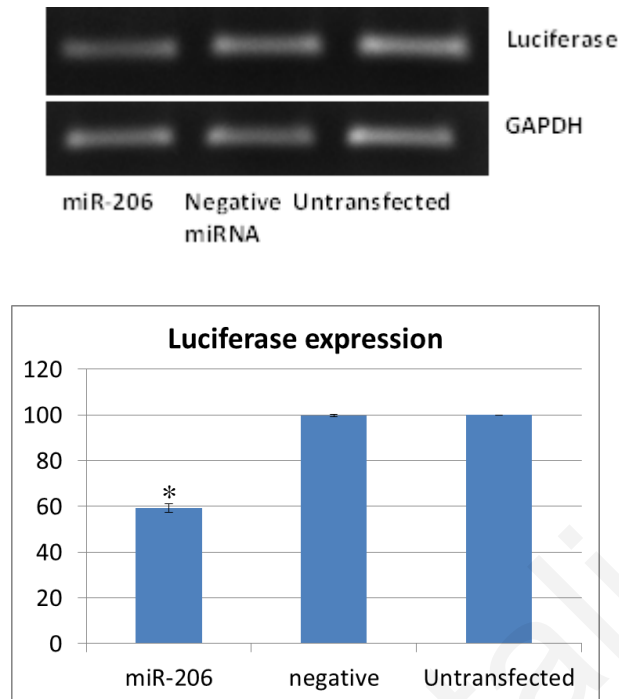 Luciferase
GAPDH
miR-206 Negative Untransfected
miRNA
Luciferase expression
120
100
80
60
40
20
0
*
miR-206 negative Untransfected